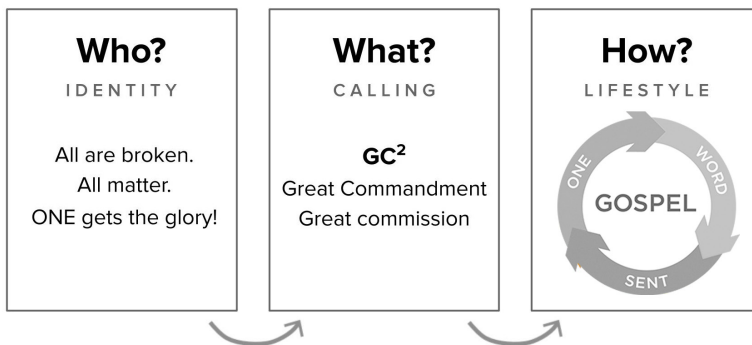 Who?
IDENTITY
All are broken.
All matter.
ONE gets the glory!
What?
CALLING
GC²
Great Commandment
Great commission
How?
LIFESTYLE
ONE
WORD
GOSPEL
SENT